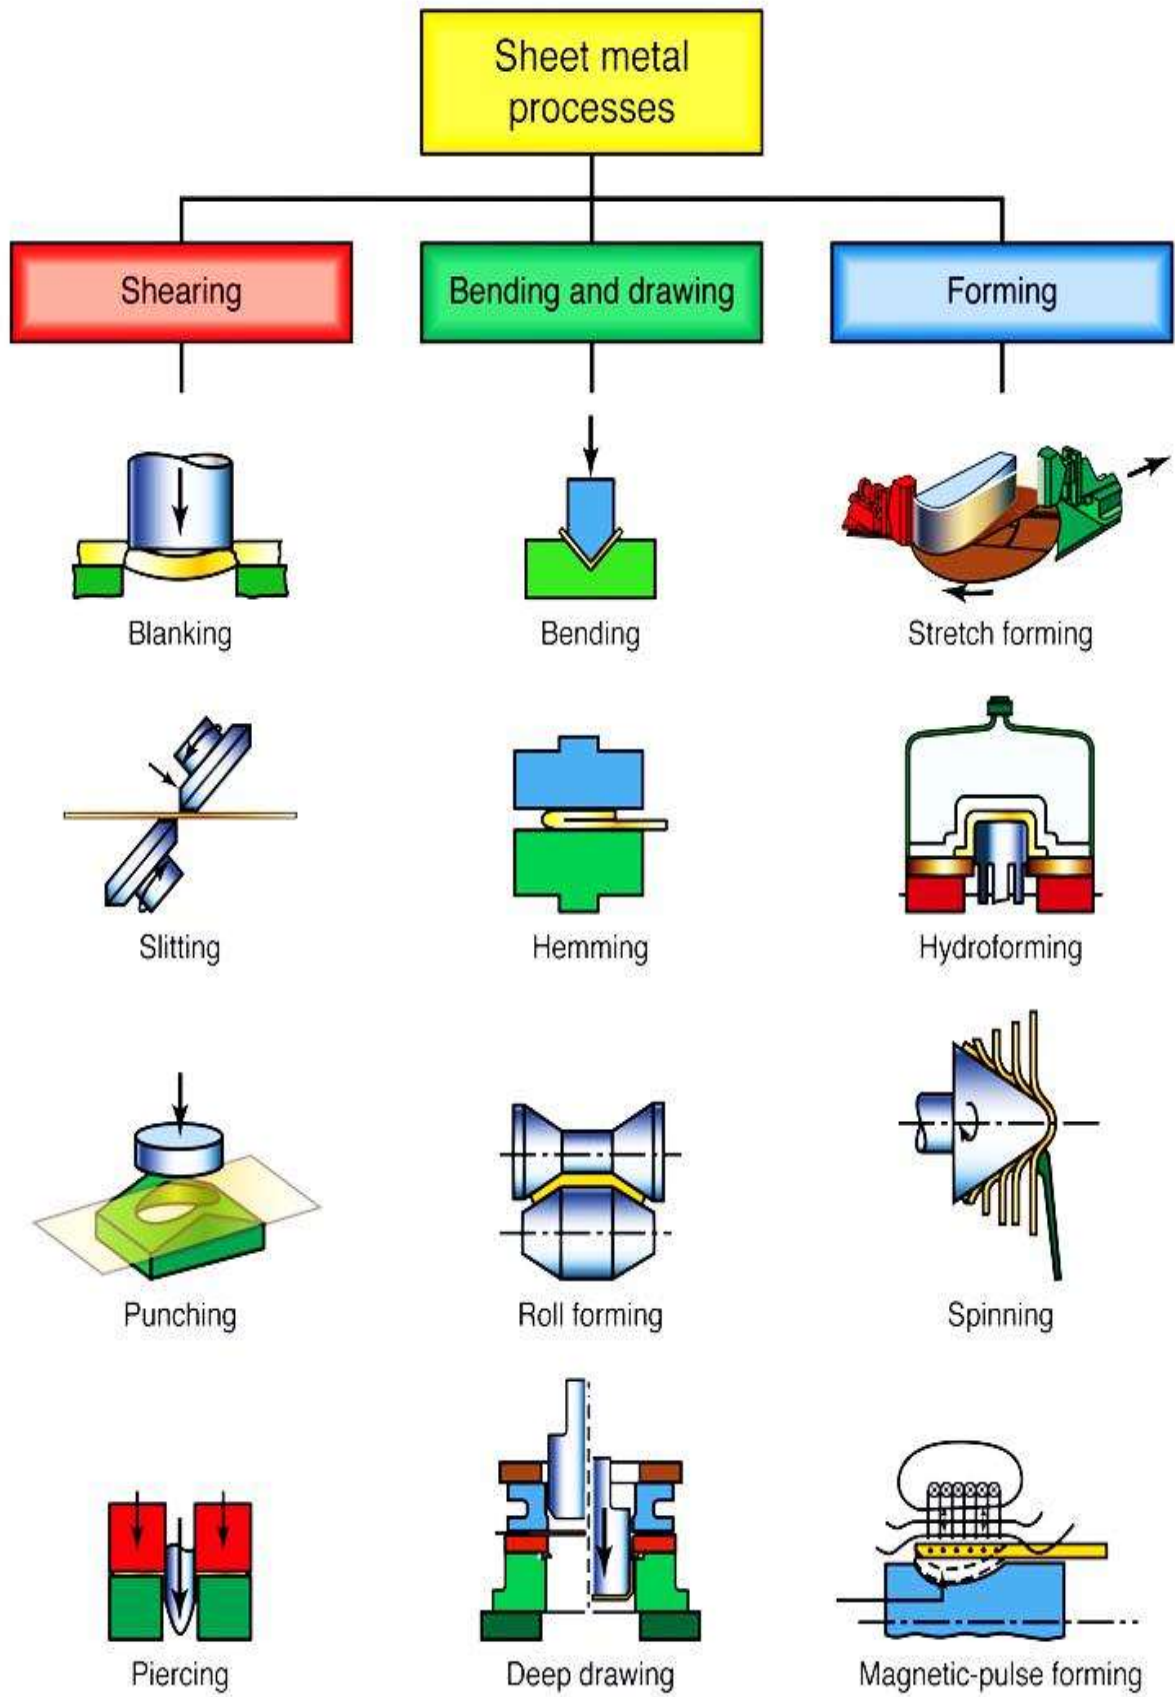 Sheet metal
processes
Shearing
Bending and drawing
Forming
Blanking
Bending
Stretch forming
Slitting
Hemming
Hydroforming
Punching
Roll forming
Spinning
Piercing
Deep drawing
Magnetic-pulse forming